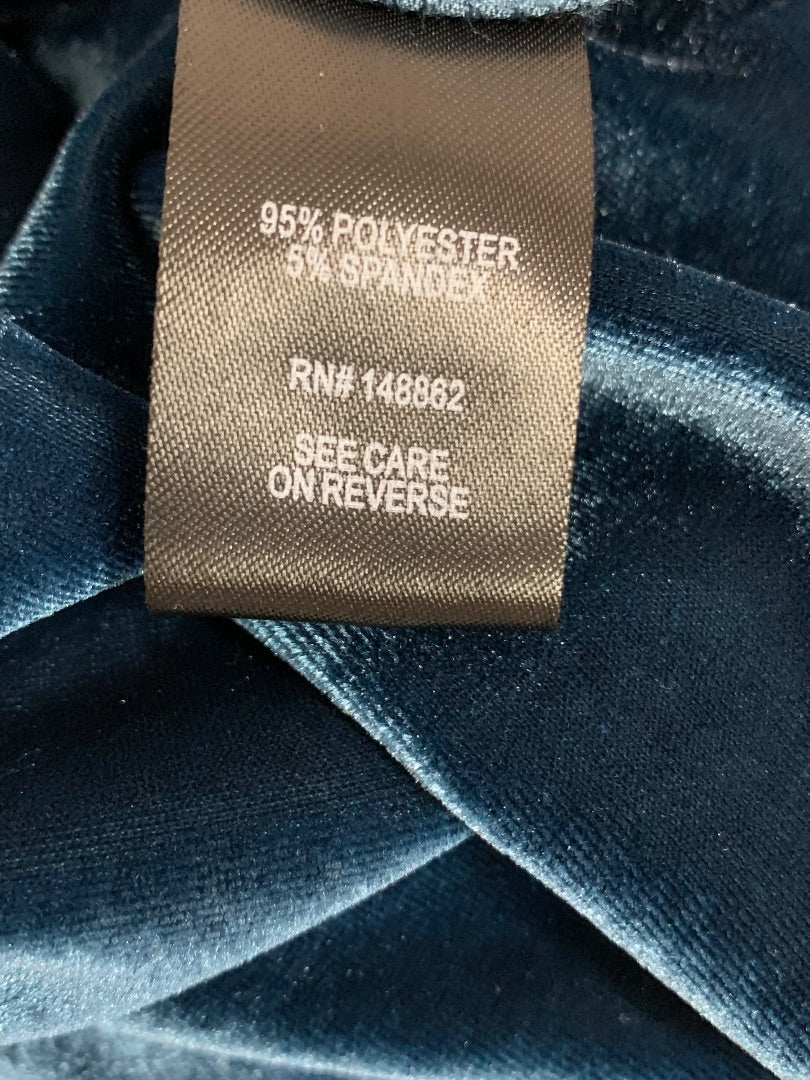 95% POLYESTER
5% SPANDEX
RN# 148862
SEE CARE
ON REVERSE